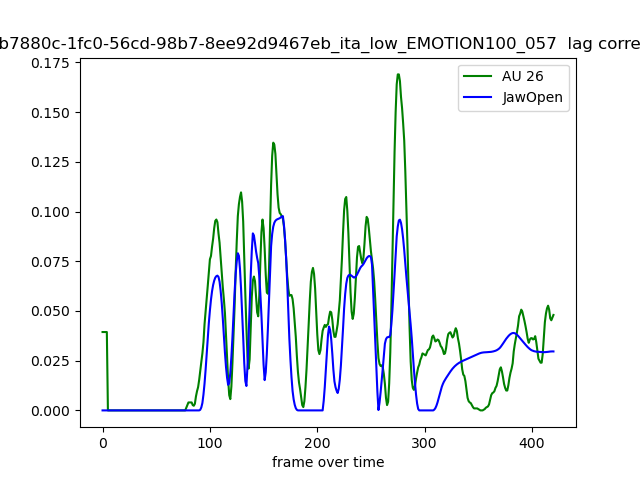 b7880c-1fc0-56cd-98b7-8ee92d9467eb_ita_low_EMOTION100_057  lag corre
0.175
0.150
0.125
0.100
0.075
0.050
0.025
0.000
AU 26
JawOpen
0 100 200 300 400
frame over time